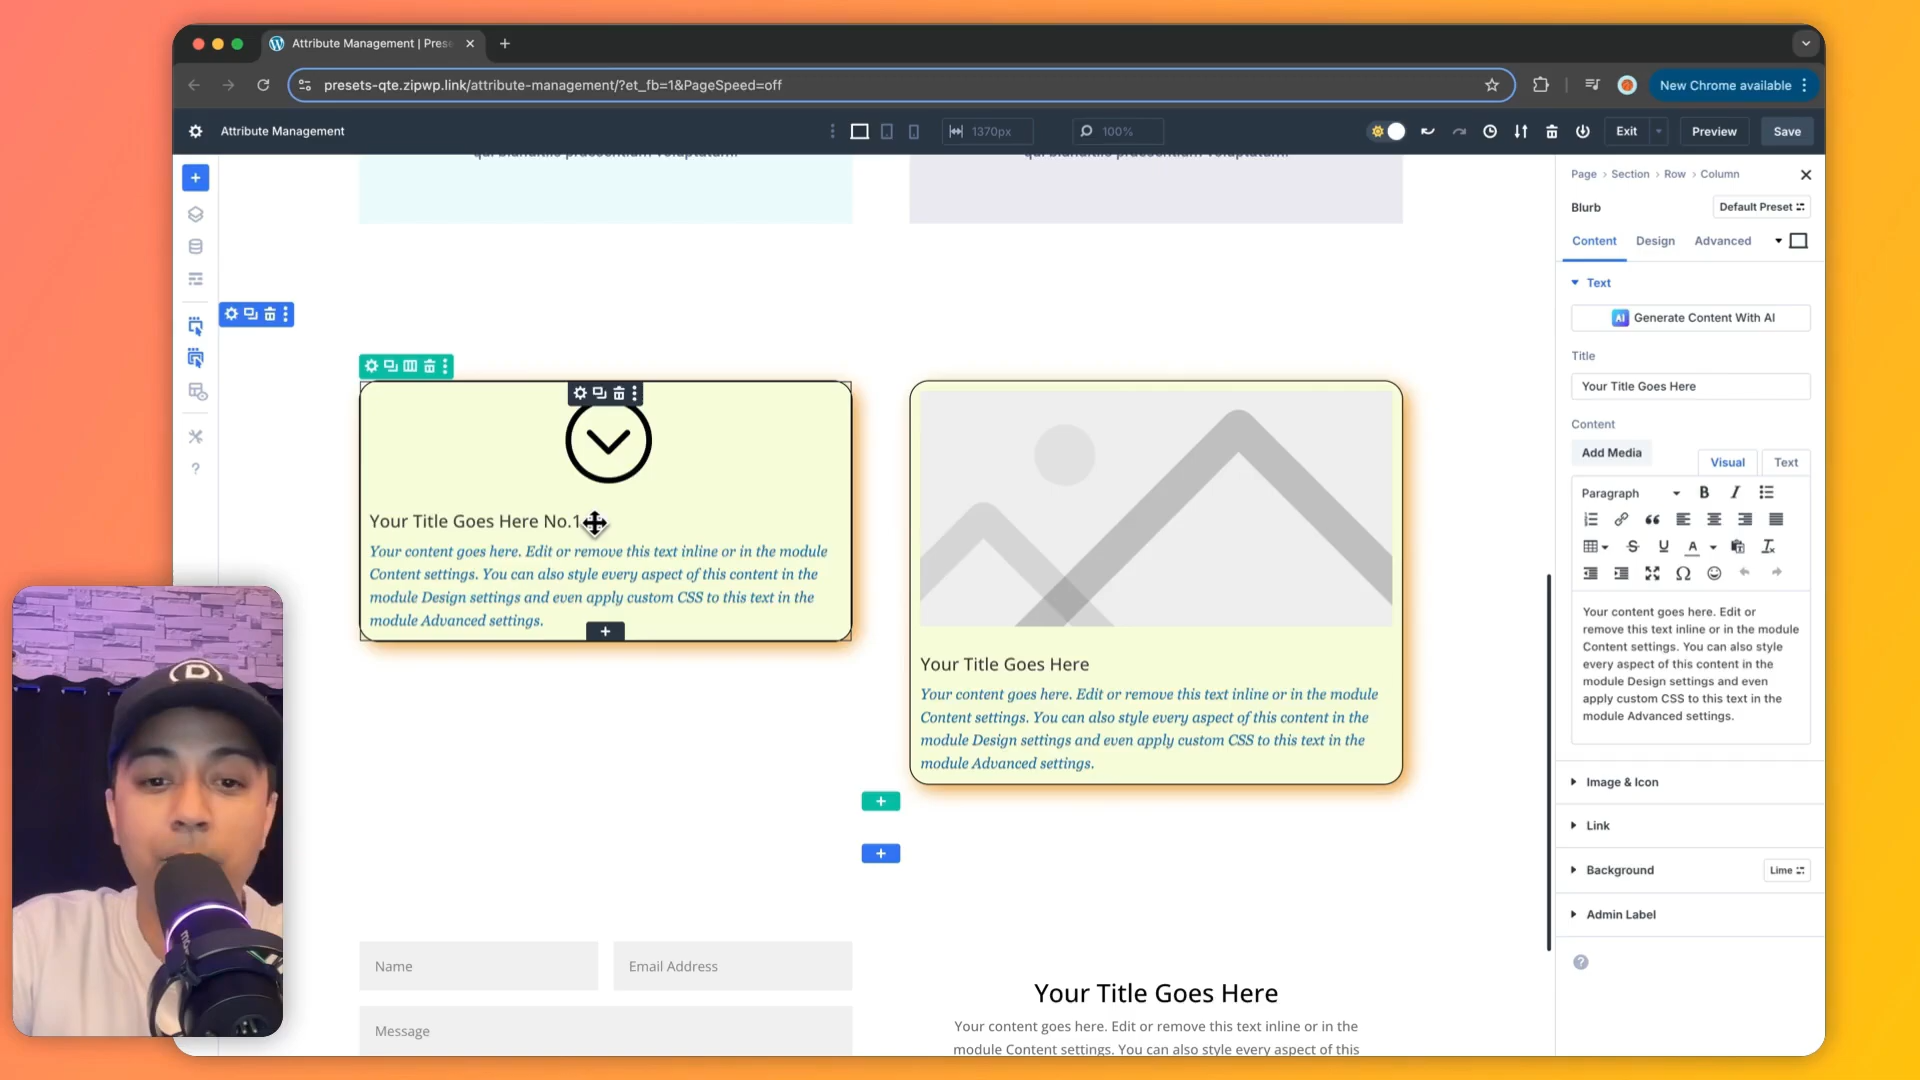 Attribute Management | Prese
presets-qte.zipwp.link/attribute-management/?et_fb=1&PageSpeed=off
New Chrome available
Attribute Management
1370px
100%
Exit
Preview
Save
Page › Section › Row › Column
Blurb
Default Preset
Content
Design
Advanced
Text
AI Generate Content With AI
Title
Your Title Goes Here
Content
Add Media
Visual
Text
Paragraph
Your content goes here. Edit or
remove this text inline or in the module
Content settings. You can also style
every aspect of this content in the
module Design settings and even
apply custom CSS to this text in the
module Advanced settings.
Image & Icon
Link
Background
Lime
Admin Label
qui blanditiis praesentium voluptatum.
qui blanditiis praesentium voluptatum.
Your Title Goes Here No.1
Your content goes here. Edit or remove this text inline or in the module
Content settings. You can also style every aspect of this content in the
module Design settings and even apply custom CSS to this text in the
module Advanced settings.
Your Title Goes Here
Your content goes here. Edit or remove this text inline or in the module
Content settings. You can also style every aspect of this content in the
module Design settings and even apply custom CSS to this text in the
module Advanced settings.
Name
Email Address
Message
Your Title Goes Here
Your content goes here. Edit or remove this text inline or in the
module Content settings. You can also style every aspect of this
D